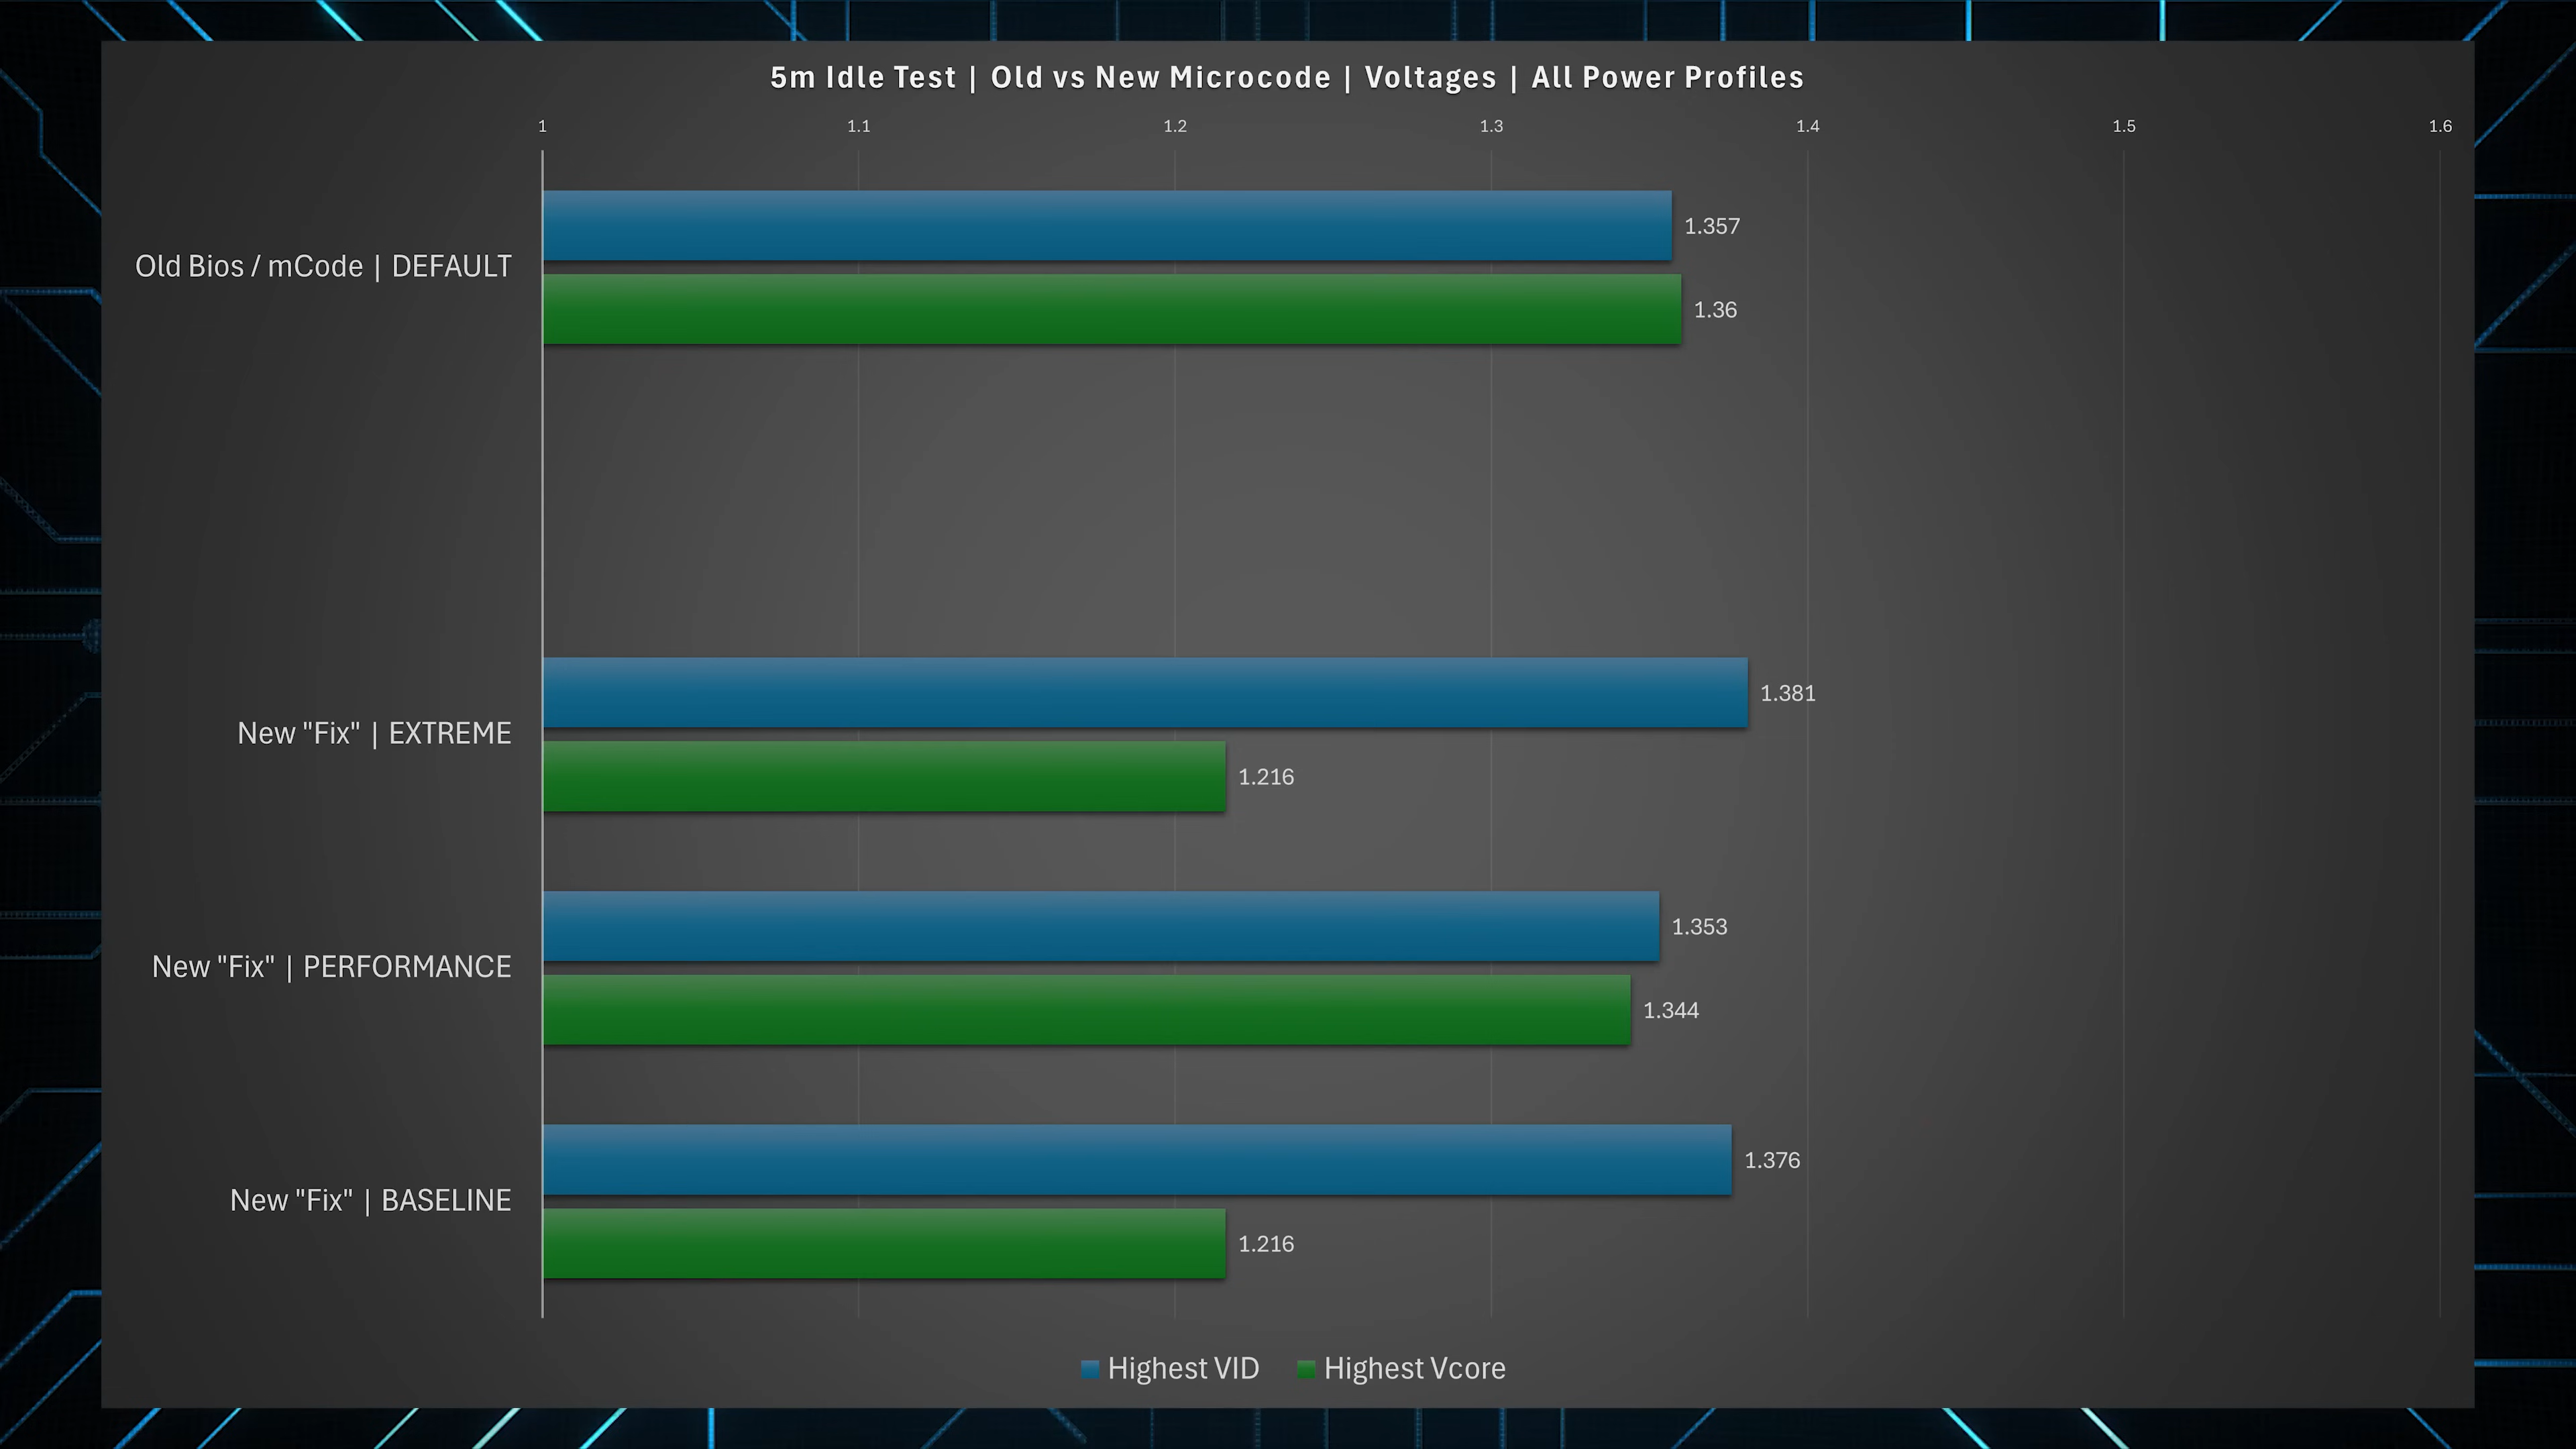 5m Idle Test | Old vs New Microcode | Voltages | All Power Profiles
1 1.1 1.2 1.3 1.4 1.5 1.6
Old Bios / mCode | DEFAULT
1.357
1.36
New "Fix" | EXTREME
1.381
1.216
New "Fix" | PERFORMANCE
1.353
1.344
New "Fix" | BASELINE
1.376
1.216
Highest VID Highest Vcore